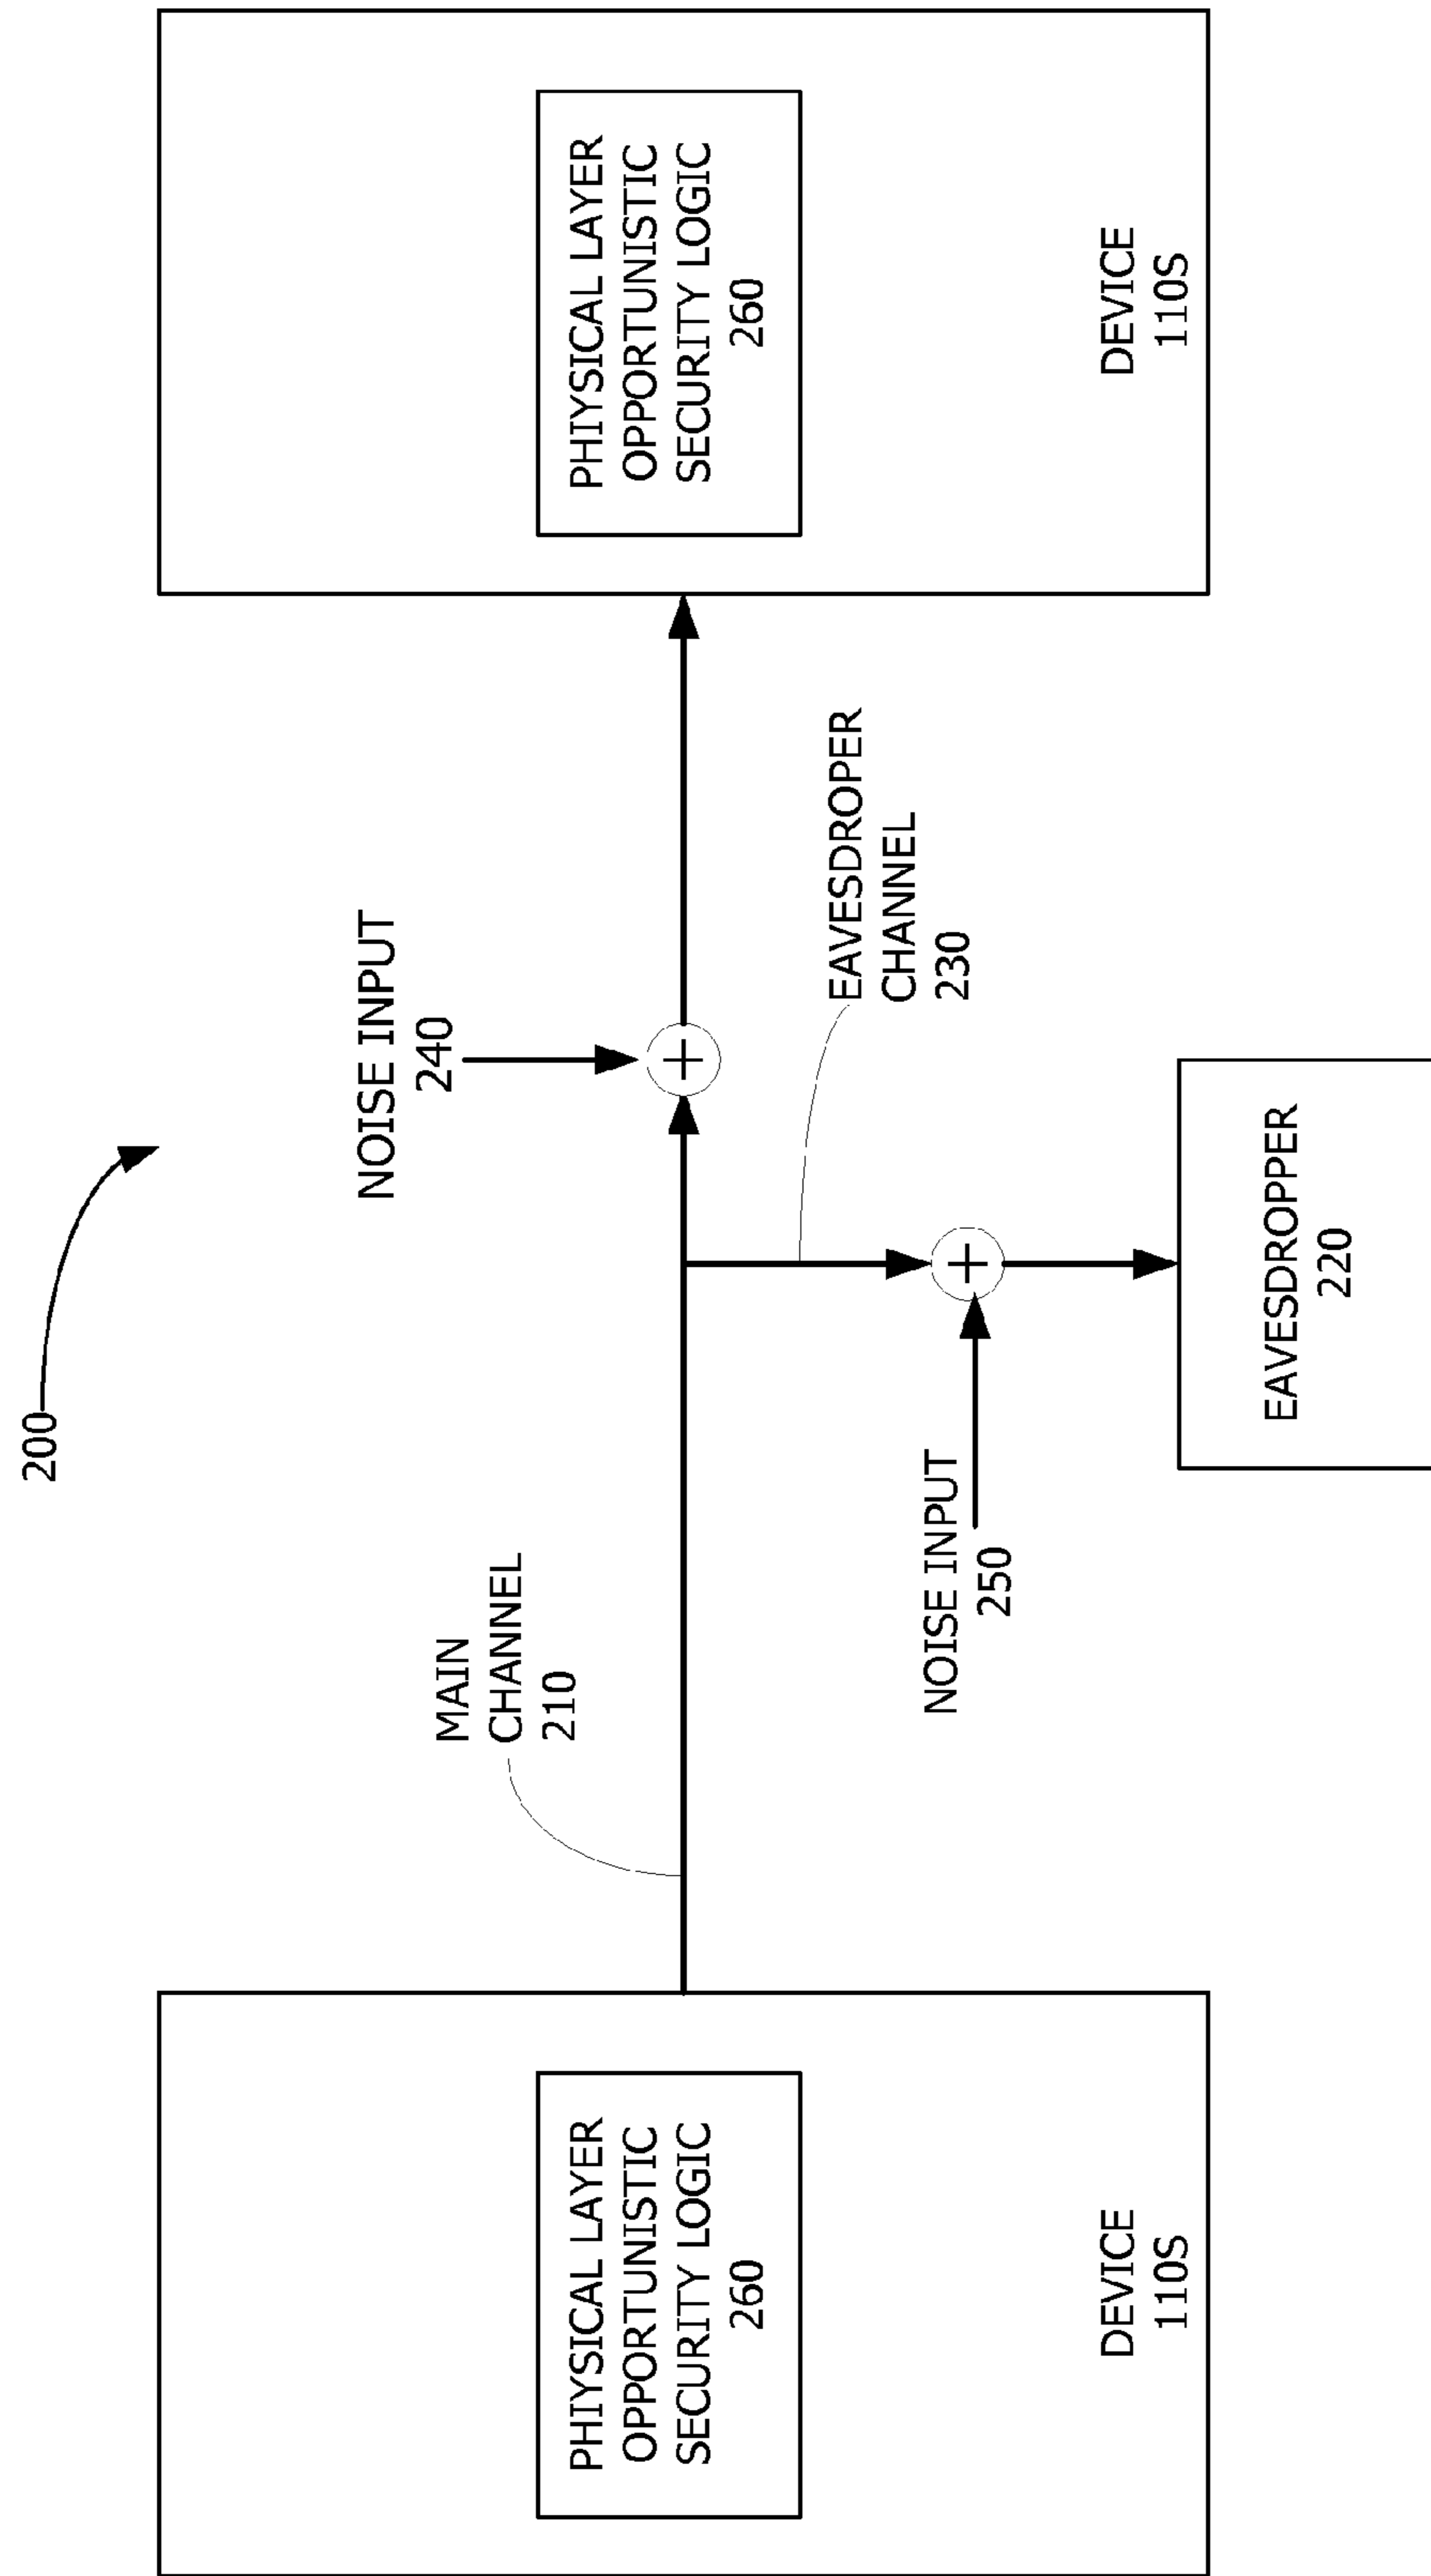 200
NOISE INPUT
240
MAIN
CHANNEL
210
PHIYSICAL LAYER
OPPORTUNISTIC
SECURITY LOGIC
260
PHIYSICAL LAYER
OPPORTUNISTIC
SECURITY LOGIC
260
EAVESDROPER
CHANNEL
230
NOISE INPUT
250
DEVICE
110S
DEVICE
110S
EAVESDROPPER
220